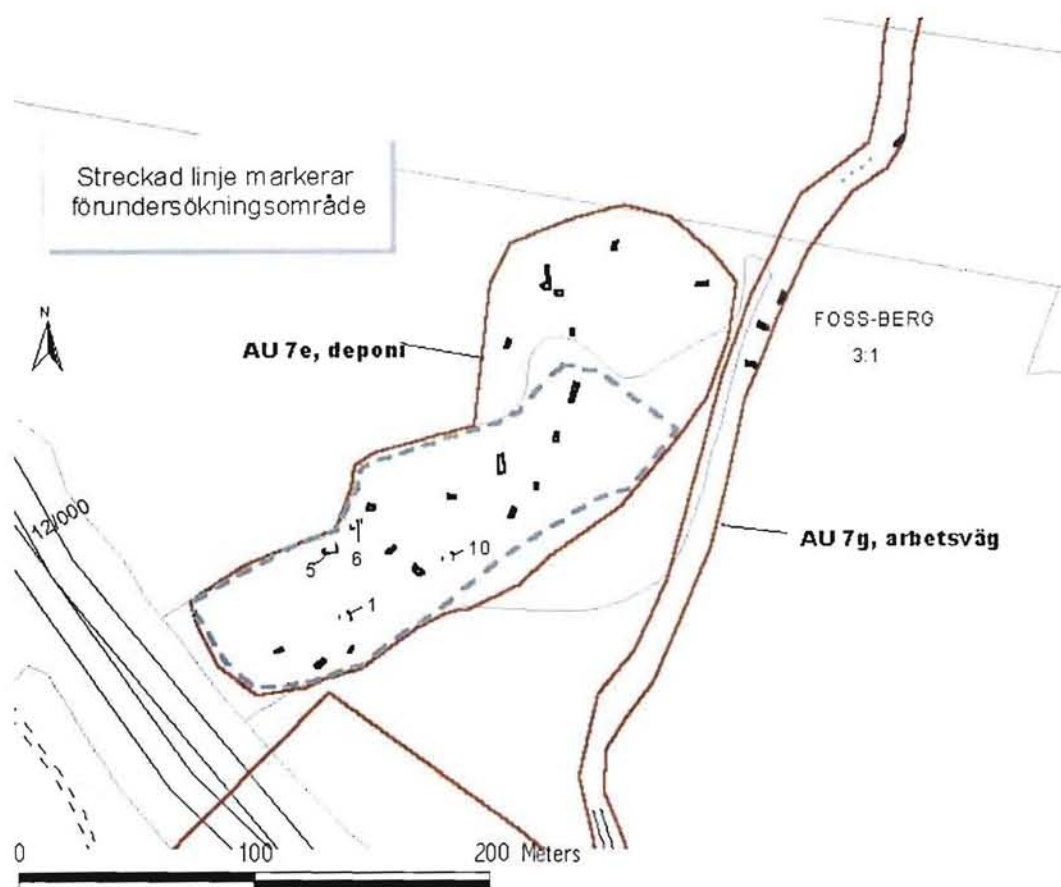 Streckad linje markerar
förundersökningsområde
N
AU 7e, deponi
FOSS-BERG
3:1
12/000
5
6
10
1
AU 7g, arbetsväg
0 100 200 Meters